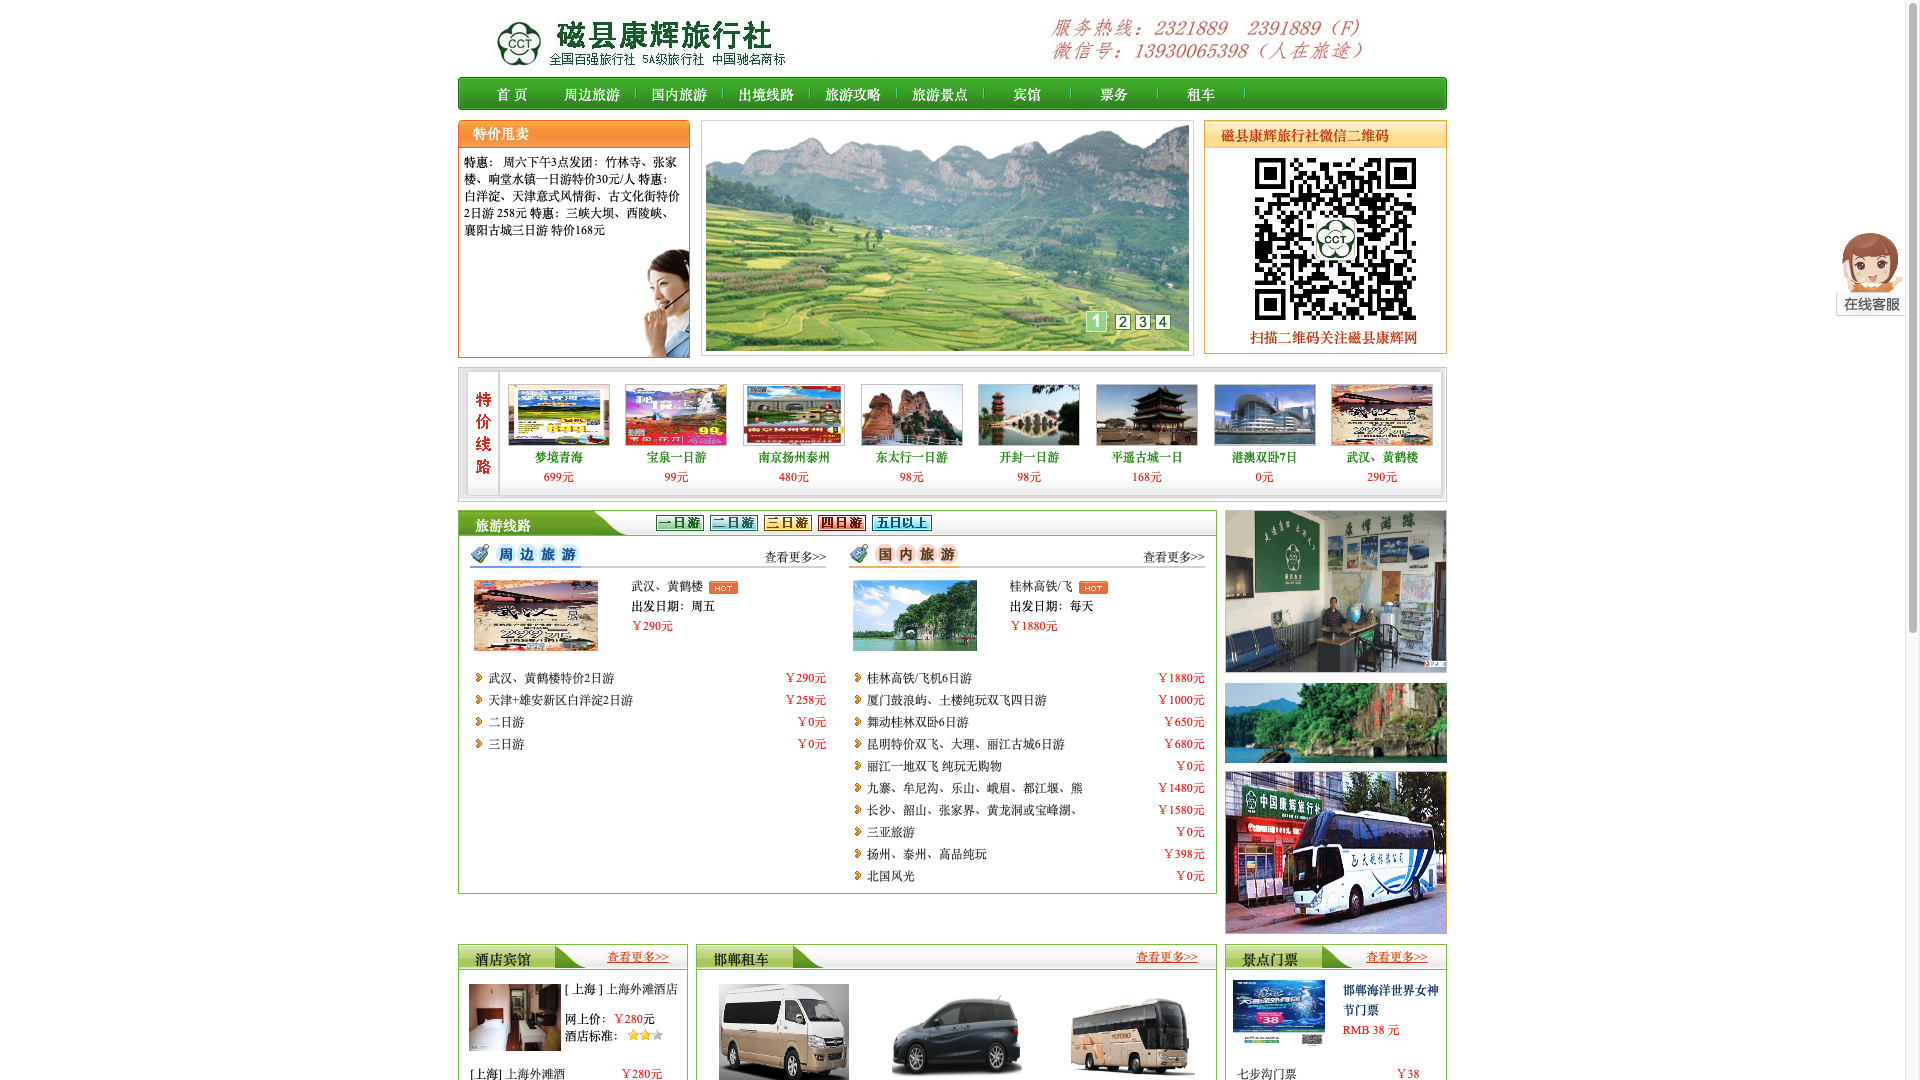 CCT
磁县康辉旅行社
全国百强旅行社 5A级旅行社 中国驰名商标
服务热线：2321889 2391889（F）
微信号：13930065398（人在旅途）
首 页 周边旅游 国内旅游 出境线路 旅游攻略 旅游景点 宾馆 票务 租车
特价甩卖
特惠： 周六下午3点发团：竹林寺、张家
楼、响堂水镇一日游特价30元/人 特惠：
白洋淀、天津意式风情街、古文化街特价
2日游 258元 特惠：三峡大坝、西陵峡、
襄阳古城三日游 特价168元
1 2 3 4
磁县康辉旅行社微信二维码
CCT
扫描二维码关注磁县康辉网
在线客服
特价线路
梦境青海 宝泉一日游 南京扬州泰州 东太行一日游 开封一日游 平遥古城一日 港澳双卧7日 武汉、黄鹤楼
699元 99元 480元 98元 98元 168元 0元 290元
旅游线路
一日游 二日游 三日游 四日游 五日以上
周边旅游
查看更多>>
武汉、黄鹤楼 HOT
出发日期：周五
￥290元
武汉、黄鹤楼特价2日游 ￥290元
天津+雄安新区白洋淀2日游 ￥258元
二日游 ￥0元
三日游 ￥0元
国内旅游
查看更多>>
桂林高铁/飞 HOT
出发日期：每天
￥1880元
桂林高铁/飞机6日游 ￥1880元
厦门鼓浪屿、土楼纯玩双飞四日游 ￥1000元
舞动桂林双卧6日游 ￥650元
昆明特价双飞、大理、丽江古城6日游 ￥680元
丽江一地双飞 纯玩无购物 ￥0元
九寨、牟尼沟、乐山、峨眉、都江堰、熊 ￥1480元
长沙、韶山、张家界、黄龙洞或宝峰湖、 ￥1580元
三亚旅游 ￥0元
扬州、泰州、高品纯玩 ￥398元
北国风光 ￥0元
中国康辉旅行社
酒店宾馆
查看更多>>
[ 上海 ] 上海外滩酒店
网上价：￥280元
酒店标准：
[上海] 上海外滩酒 ￥280元
邯郸租车
查看更多>>
景点门票
查看更多>>
邯郸海洋世界女神
节门票
RMB 38 元
七步沟门票 ￥38